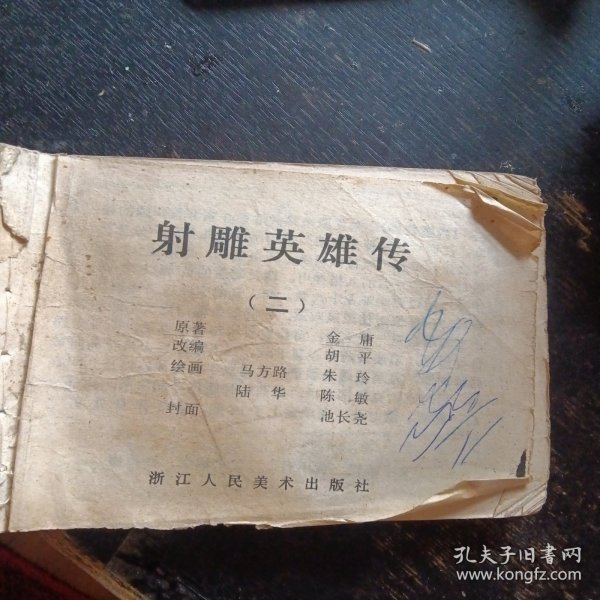 射雕英雄传
（二）
原著 金庸
改编 胡平
绘画 马方路 朱玲
陆华 陈敏
封面 池长尧
浙江人民美术出版社
孔夫子旧书网
www.kongfz.com